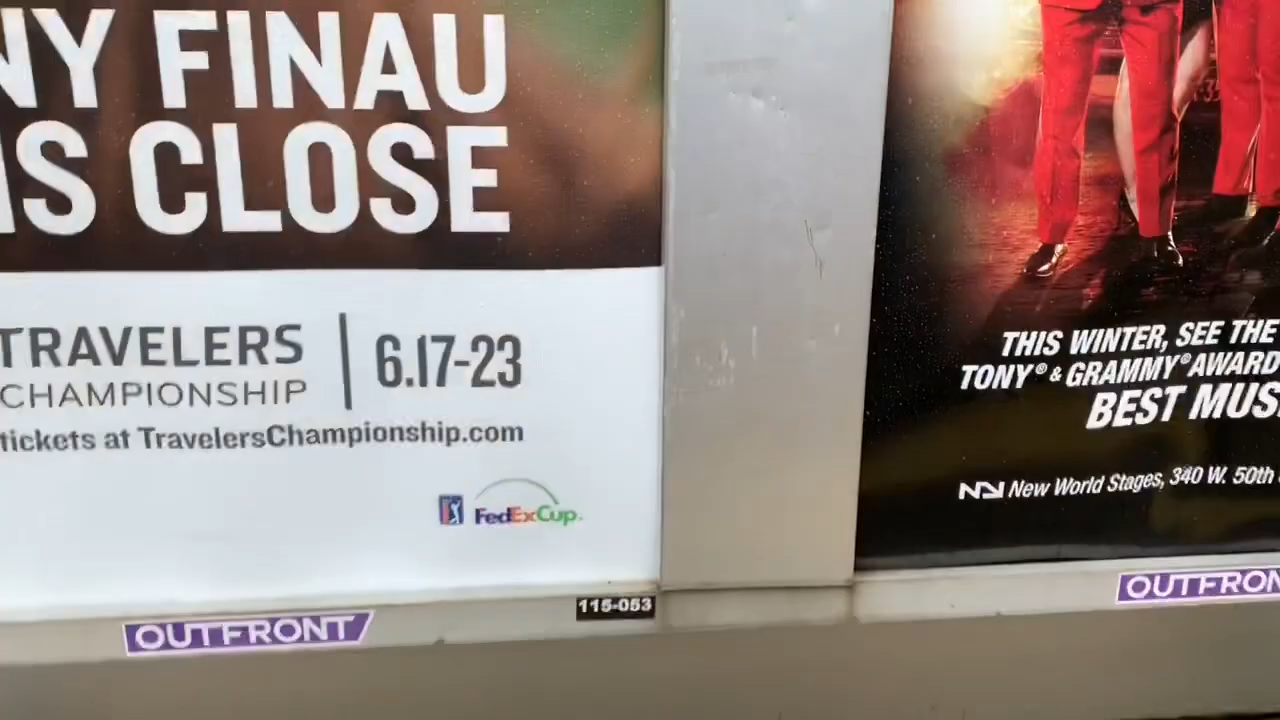 NY FINAU
IS CLOSE
TRAVELERS
CHAMPIONSHIP
6.17-23
tickets at TravelersChampionship.com
FedExCup.
OUTFRONT
115-053
THIS WINTER, SEE THE
TONY® & GRAMMY® AWARD
BEST MUS
New World Stages, 340 W. 50th
OUTFRON